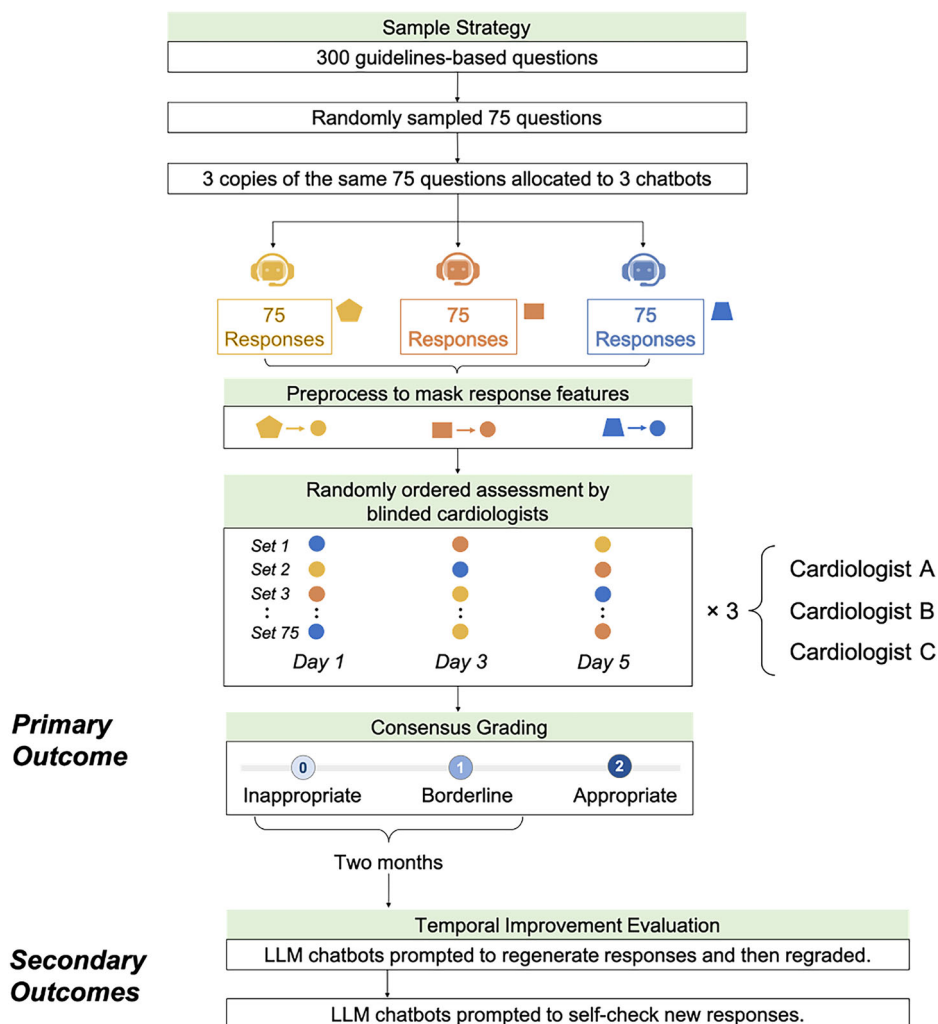 Sample Strategy
300 guidelines-based questions
Randomly sampled 75 questions
3 copies of the same 75 questions allocated to 3 chatbots
75
Responses
75
Responses
75
Responses
Preprocess to mask response features
Randomly ordered assessment by
blinded cardiologists
Set 1
Set 2
Set 3
Set 75
Day 1
Day 3
Day 5
× 3
Cardiologist A
Cardiologist B
Cardiologist C
Primary
Outcome
Consensus Grading
0
1
2
Inappropriate
Borderline
Appropriate
Two months
Secondary
Outcomes
Temporal Improvement Evaluation
LLM chatbots prompted to regenerate responses and then regraded.
LLM chatbots prompted to self-check new responses.